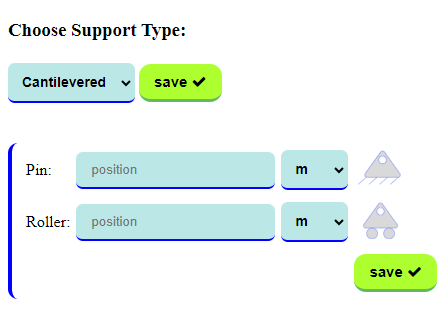 Choose Support Type:
Cantilevered save ✔
Pin: position m
Roller: position m
save ✔